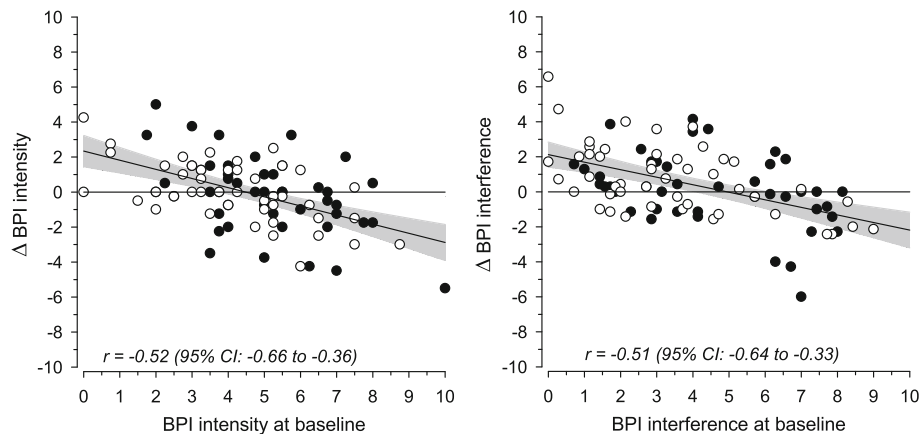 10
8
6
4
2
0
-2
-4
-6
-8
-10
Δ BPI intensity
r = -0.52 (95% CI: -0.66 to -0.36)
0 1 2 3 4 5 6 7 8 9 10
BPI intensity at baseline
10
8
6
4
2
0
-2
-4
-6
-8
-10
Δ BPI interference
r = -0.51 (95% CI: -0.64 to -0.33)
0 1 2 3 4 5 6 7 8 9 10
BPI interference at baseline